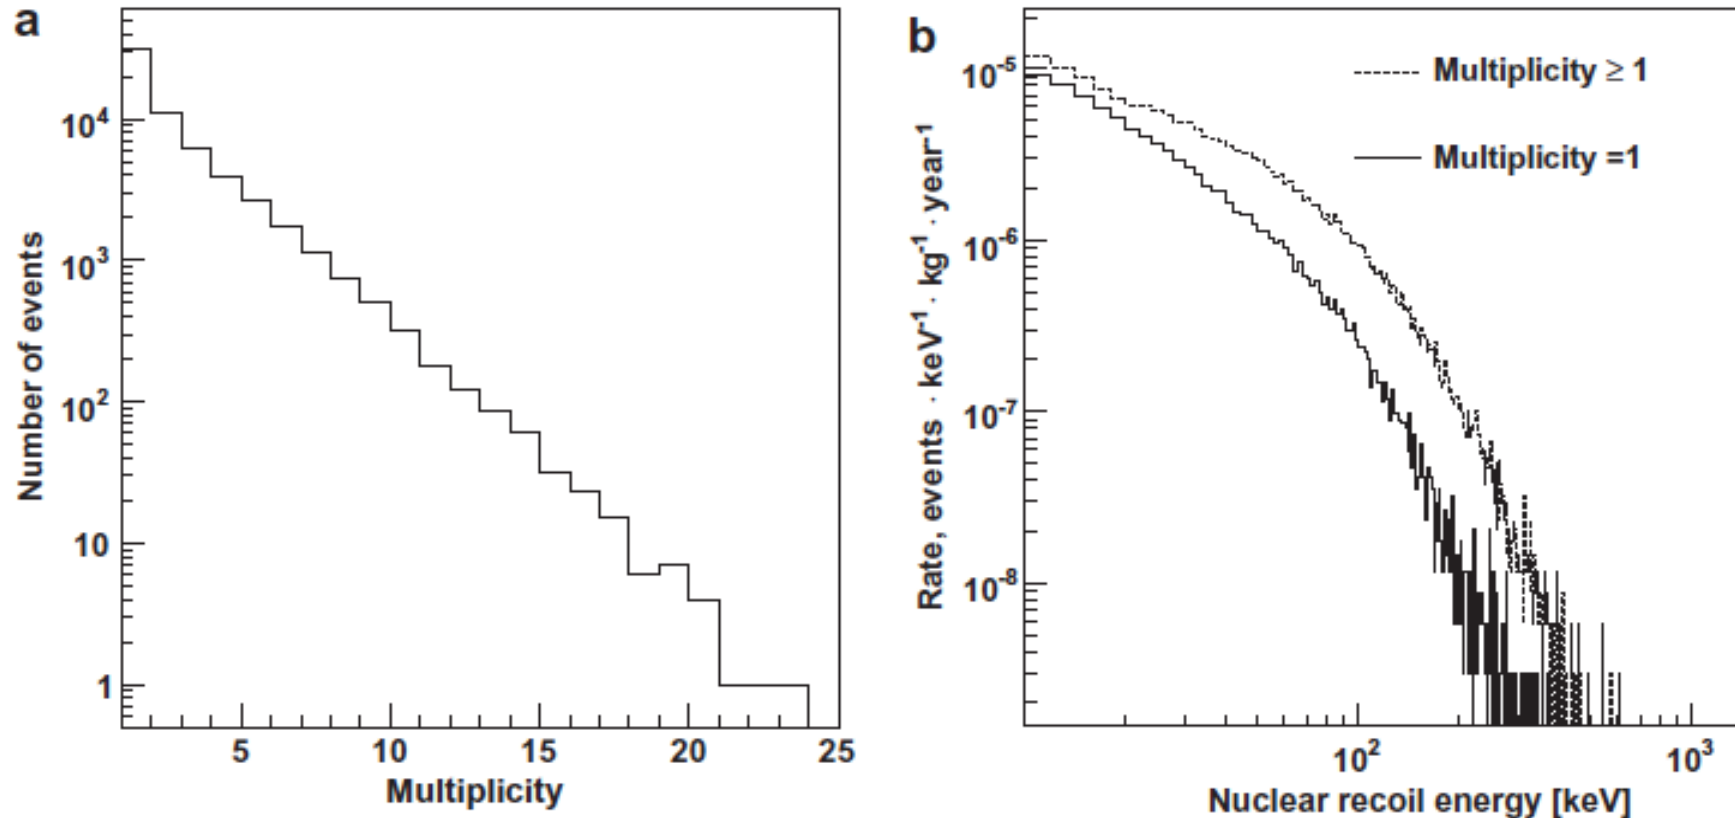 a
Number of events
10⁴
10³
10²
10
1
5 10 15 20 25
Multiplicity
b
Rate, events · keV⁻¹ · kg⁻¹ · year⁻¹
10⁻⁵
10⁻⁶
10⁻⁷
10⁻⁸
Multiplicity ≥ 1
Multiplicity =1
10² 10³
Nuclear recoil energy [keV]